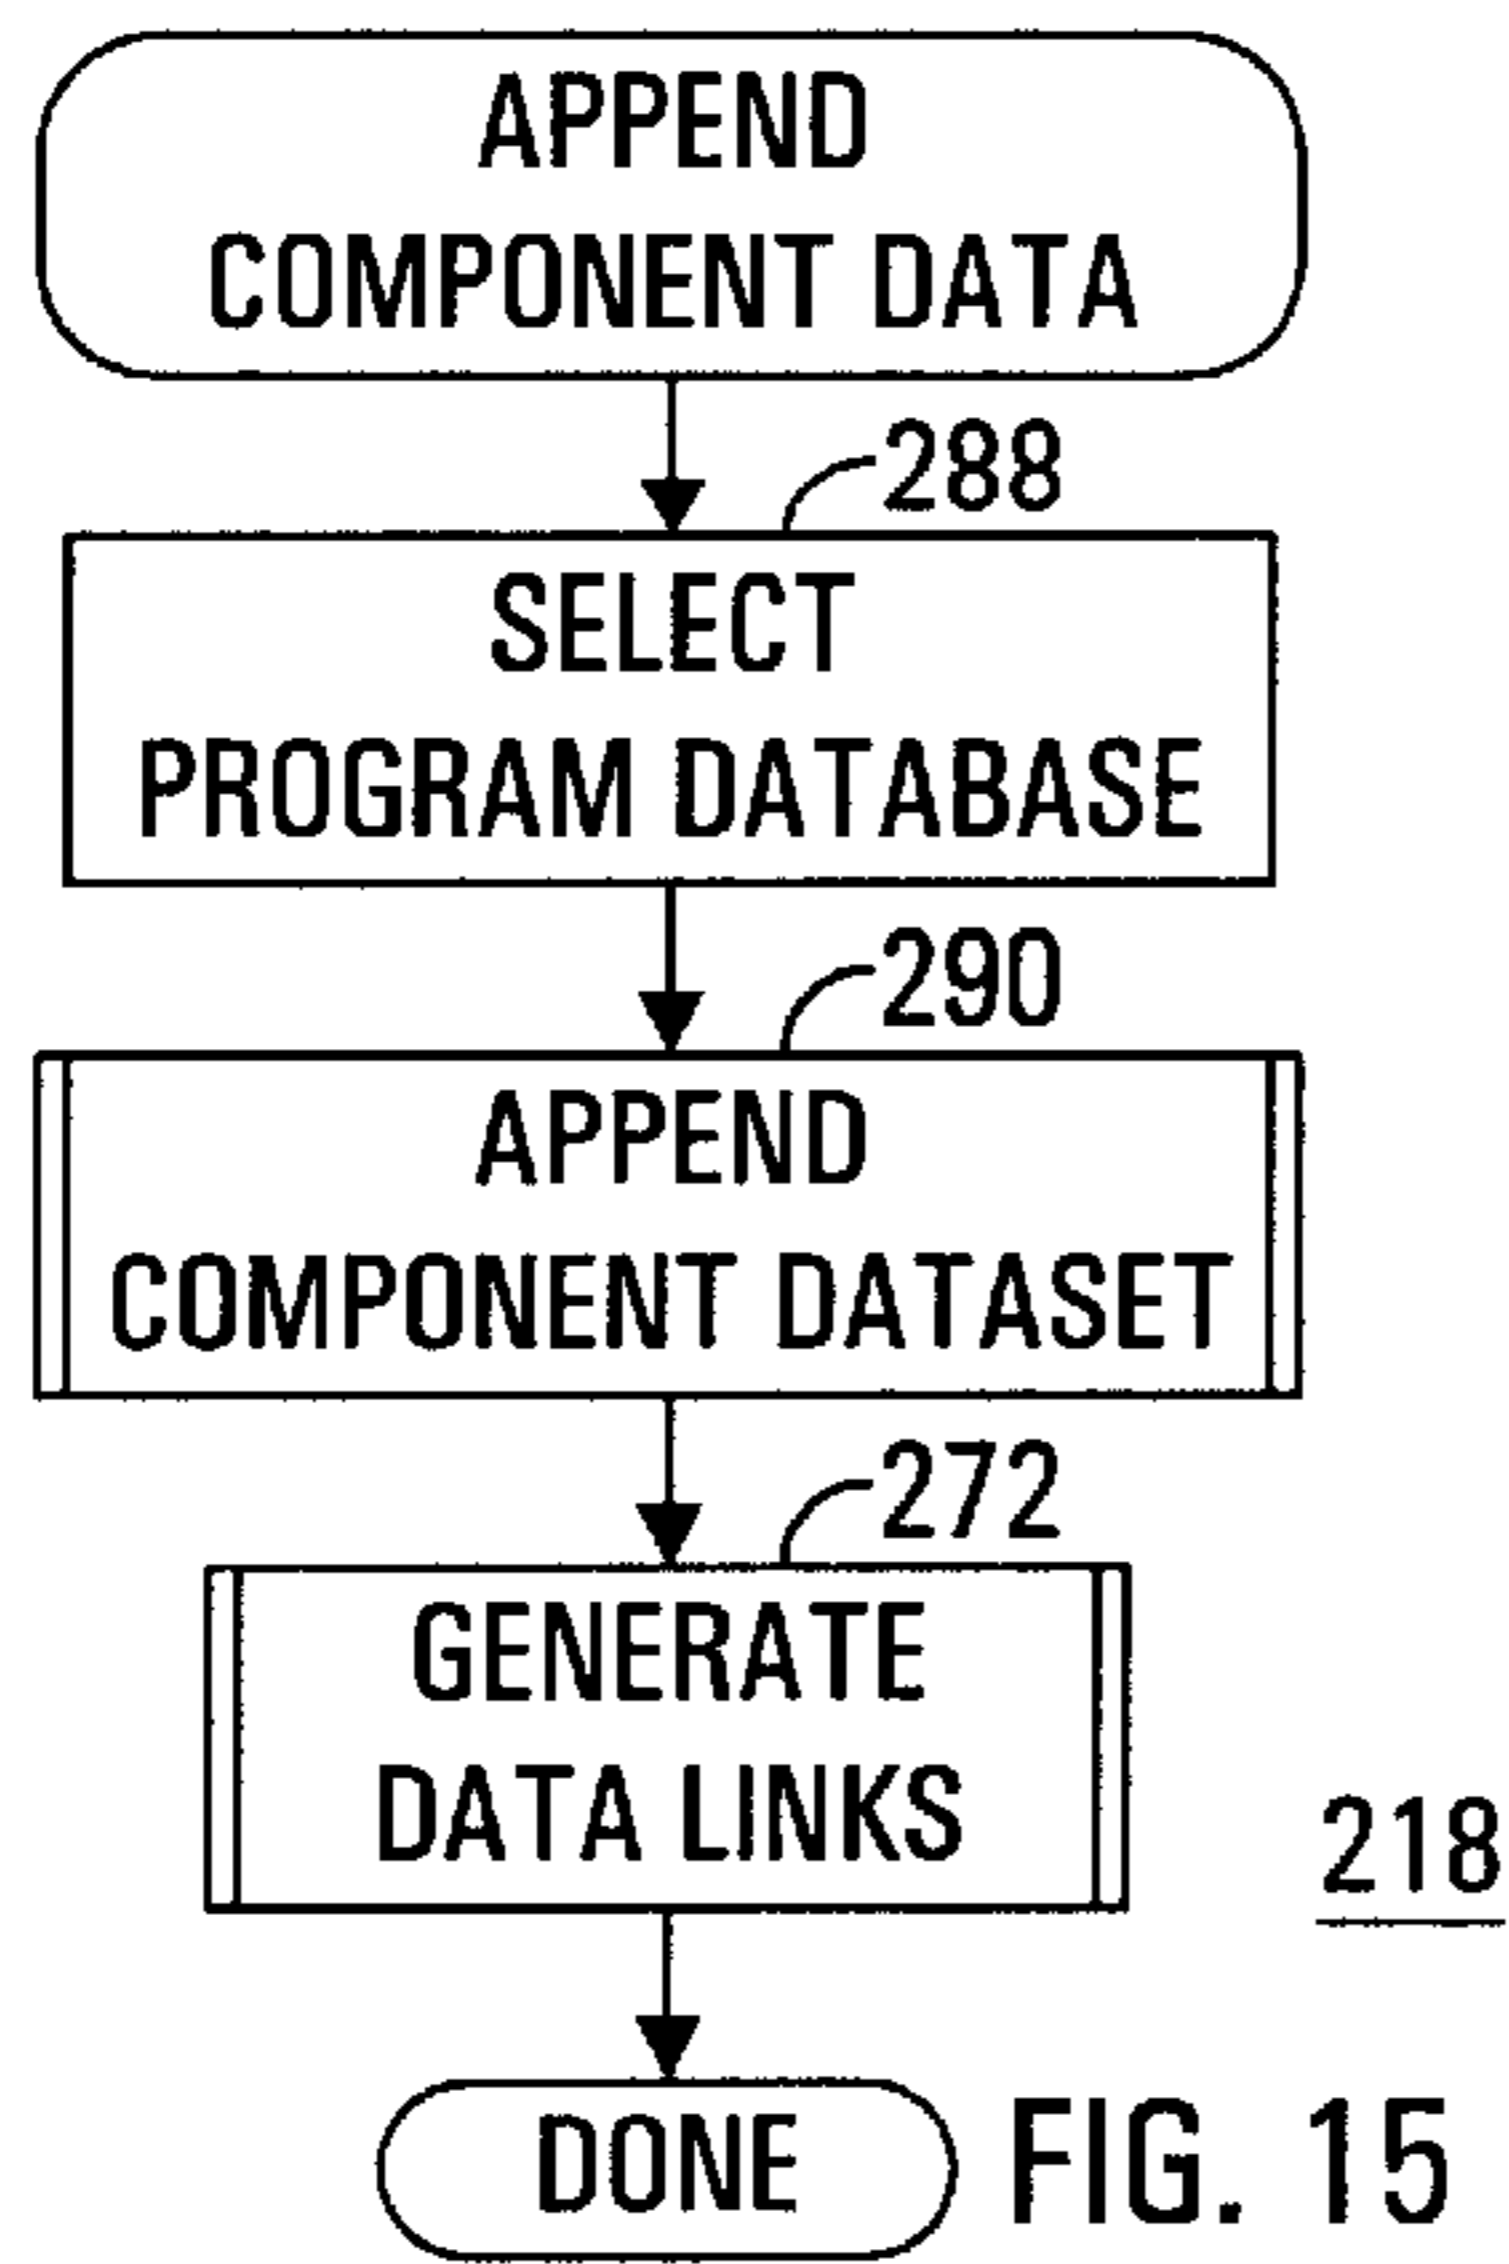 APPEND
COMPONENT DATA
288
SELECT
PROGRAM DATABASE
290
APPEND
COMPONENT DATASET
272
GENERATE
DATA LINKS
218
DONE
FIG. 15